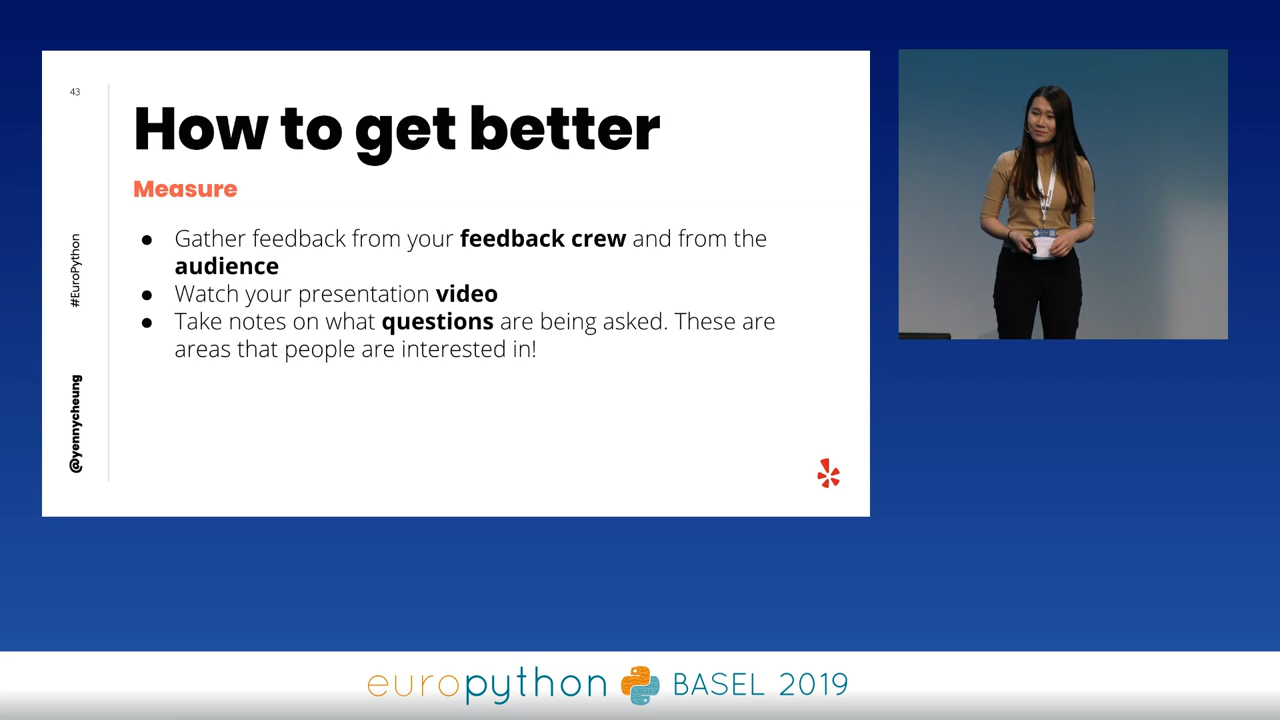 43
How to get better
Measure
● Gather feedback from your feedback crew and from the
audience
● Watch your presentation video
● Take notes on what questions are being asked. These are
areas that people are interested in!
#EuroPython
@yennycheung
europython BASEL 2019